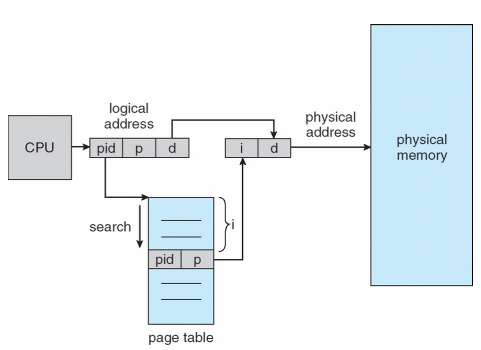 logical
address
physical
address
CPU
pid p d
i d
physical
memory
search
i
pid p
page table